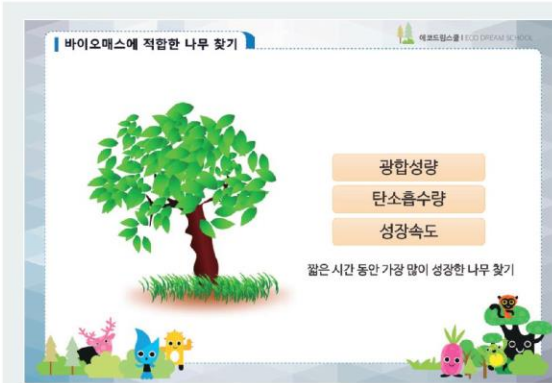 바이오매스에 적합한 나무 찾기
에코드림스쿨 | ECO DREAM SCHOOL
광합성량
탄소흡수량
성장속도
짧은 시간 동안 가장 많이 성장한 나무 찾기